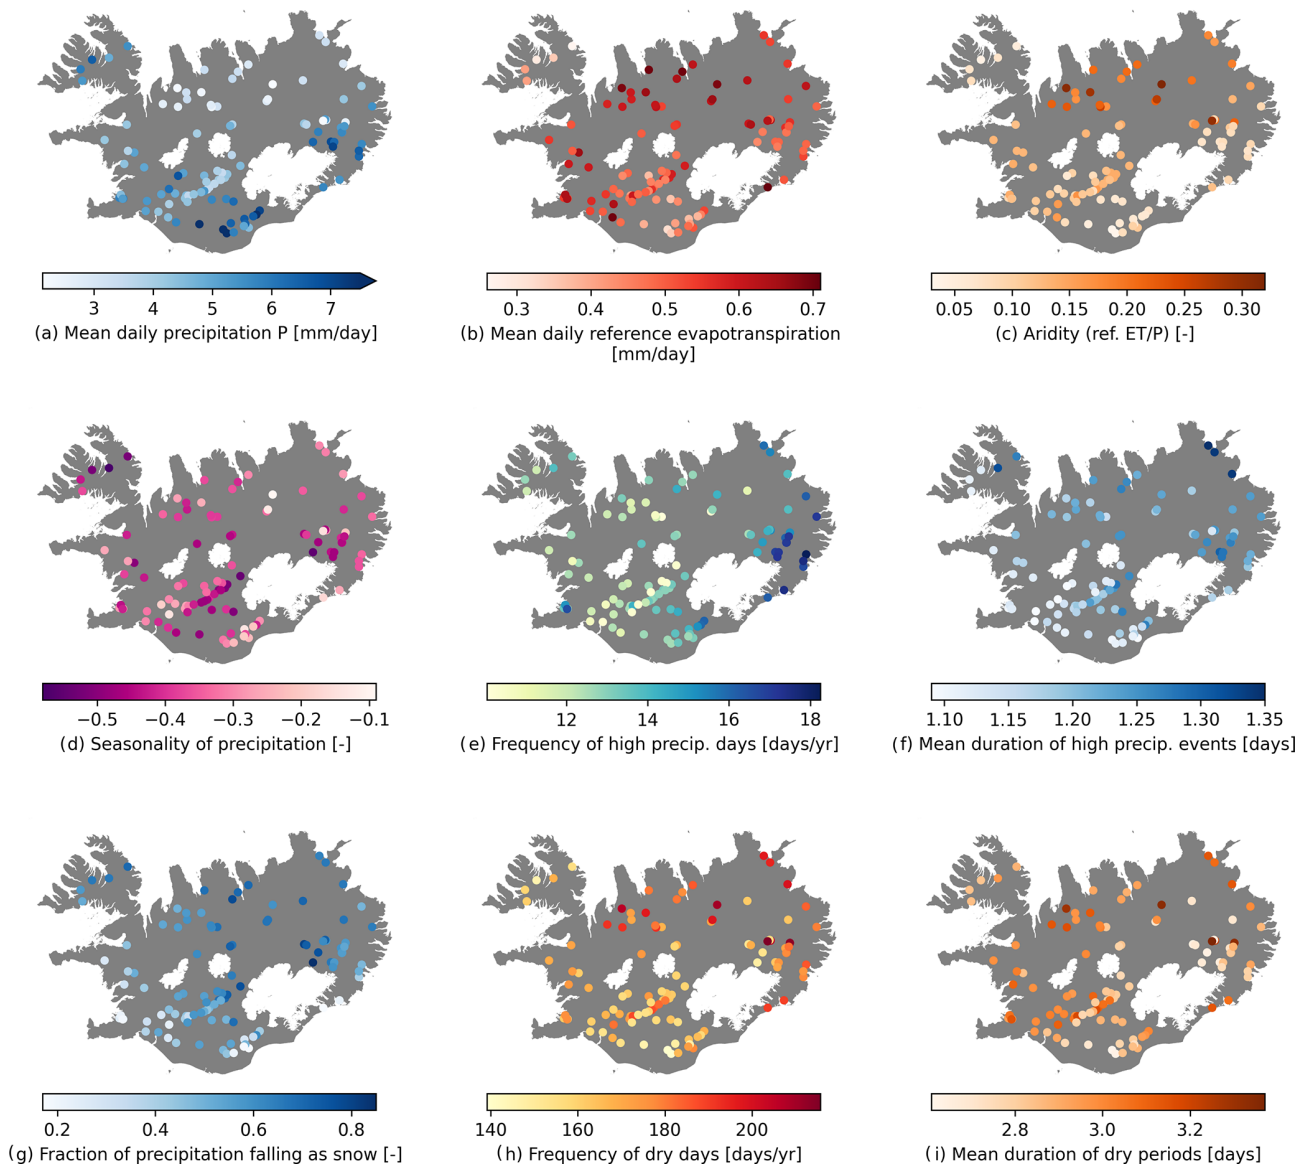 3 4 5 6 7
(a) Mean daily precipitation P [mm/day]
0.3 0.4 0.5 0.6 0.7
(b) Mean daily reference evapotranspiration
[mm/day]
0.05 0.10 0.15 0.20 0.25 0.30
(c) Aridity (ref. ET/P) [-]
−0.5 −0.4 −0.3 −0.2 −0.1
(d) Seasonality of precipitation [-]
12 14 16 18
(e) Frequency of high precip. days [days/yr]
1.10 1.15 1.20 1.25 1.30 1.35
(f) Mean duration of high precip. events [days]
0.2 0.4 0.6 0.8
(g) Fraction of precipitation falling as snow [-]
140 160 180 200
(h) Frequency of dry days [days/yr]
2.8 3.0 3.2
(i) Mean duration of dry periods [days]